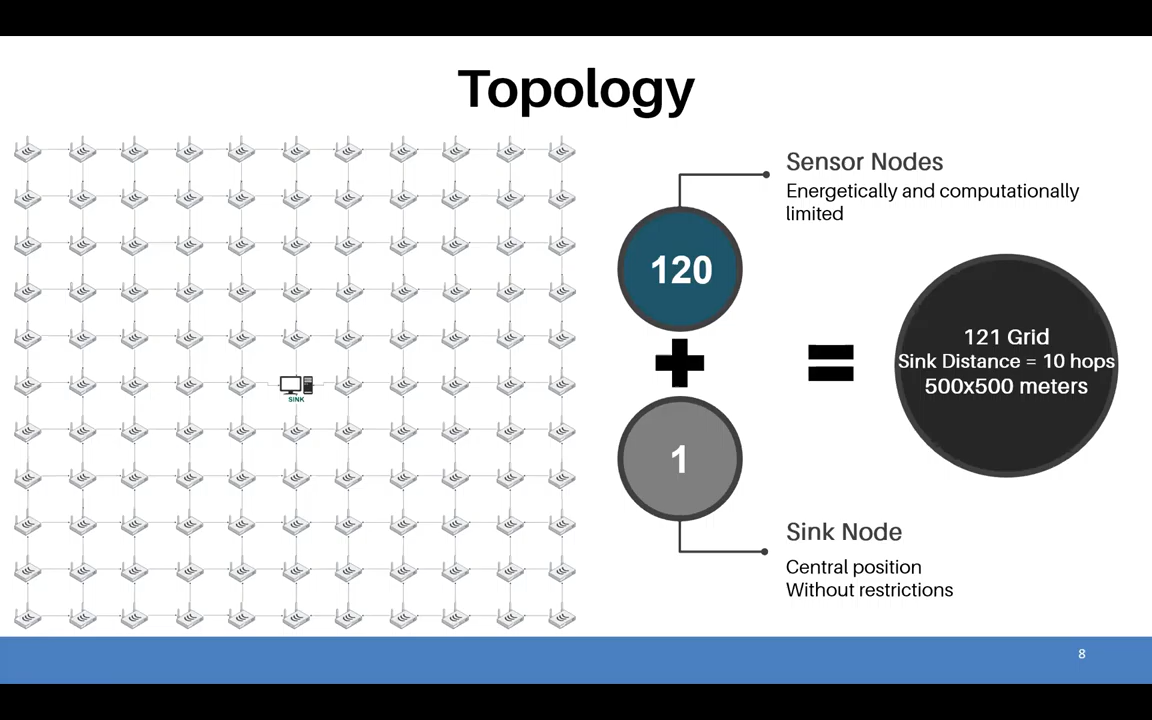 Topology
SINK
Sensor Nodes
Energetically and computationally
limited
120
1
Sink Node
Central position
Without restrictions
121 Grid
Sink Distance = 10 hops
500x500 meters
8